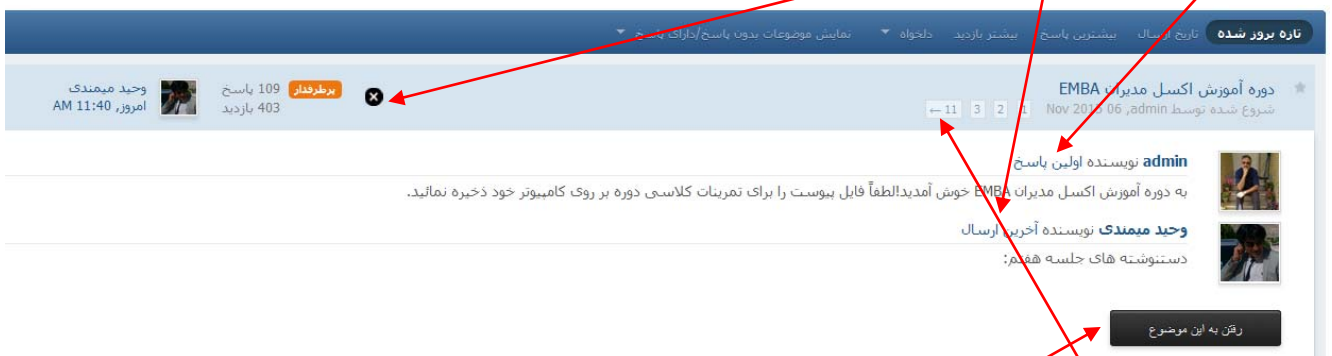 تازه بروز شده تاریخ ارسال بیشترین پاسخ بیشتر بازدید دلخواه نمایش موضوعات بدون پاسخ/دارای پاسخ
دوره آموزش اکسل مدیران EMBA
شروع شده توسط admin, 06 Nov 2013 1 2 3 11 ←
برطرفدار 109 پاسخ
403 بازدید
وحید میمندی
امروز, 11:40 AM
admin نویسنده اولین پاسخ
به دوره آموزش اکسل مدیران EMBA خوش آمدید!لطفاً فایل پیوست را برای تمرینات کلاسی دوره بر روی کامپیوتر خود ذخیره نمائید.
وحید میمندی نویسنده آخرین ارسال
دستنوشته های جلسه هفتم:
رفتن به این موضوع